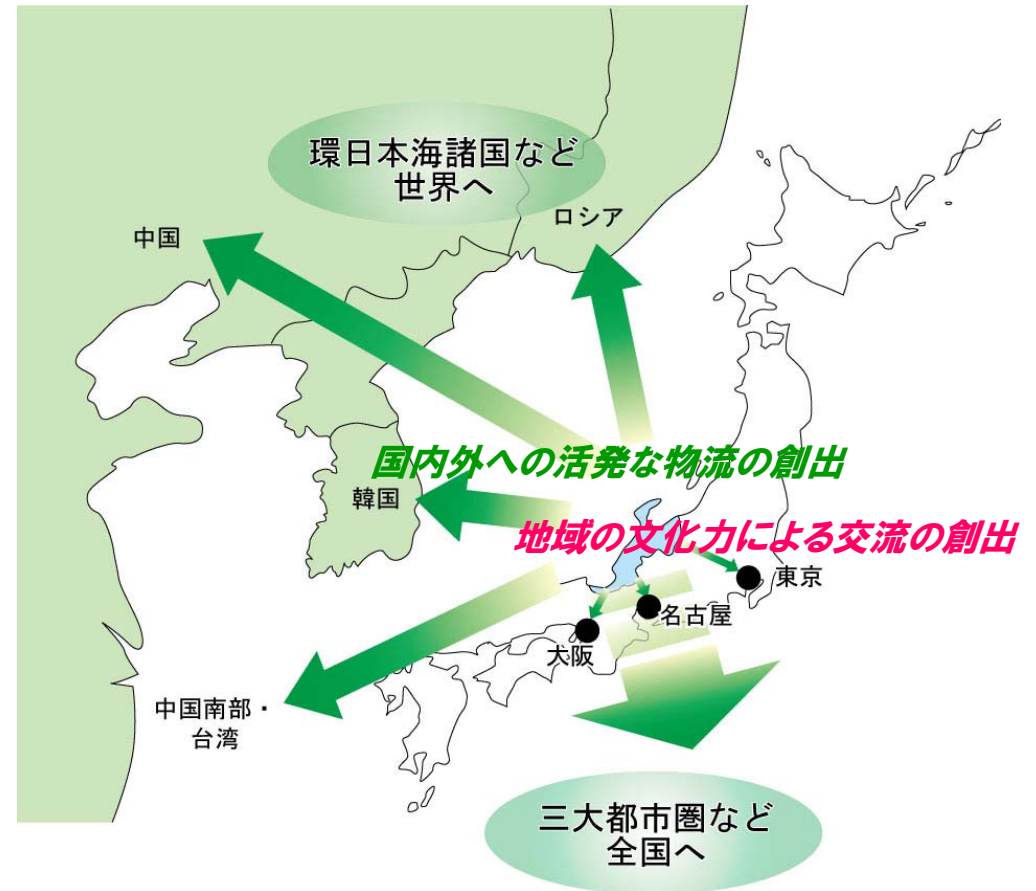 環日本海諸国など
世界へ
ロシア
中国
国内外への活発な物流の創出
韓国
地域の文化力による交流の創出
東京
名古屋
大阪
中国南部・
台湾
三大都市圏など
全国へ